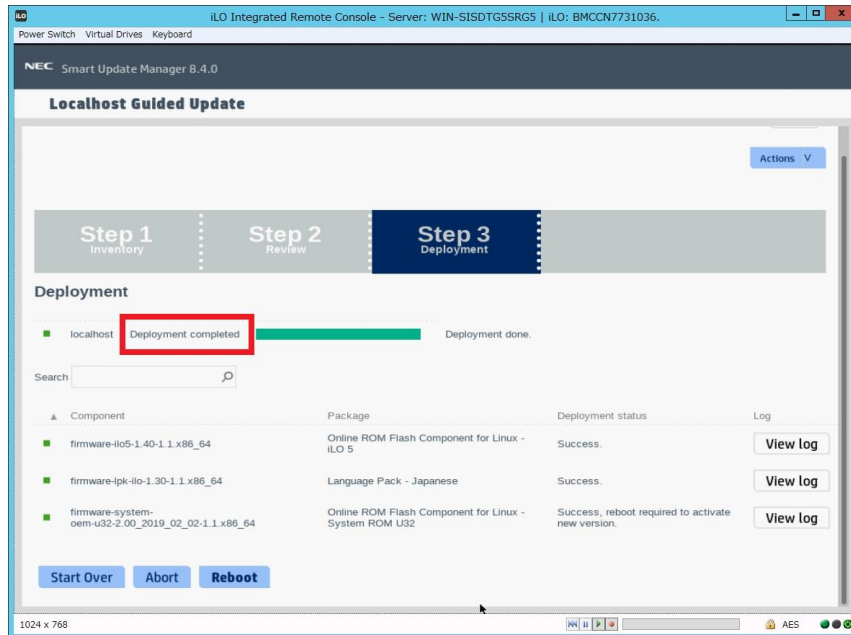 iLO
iLO Integrated Remote Console - Server: WIN-SISDTG5SRG5 | iLO: BMCCN7731036.
Power Switch Virtual Drives Keyboard
NEC Smart Update Manager 8.4.0
Localhost Guided Update
Actions V
Step 1
Inventory
Step 2
Review
Step 3
Deployment
Deployment
localhost Deployment completed Deployment done.
Search
Component Package Deployment status Log
firmware-ilo5-1.40-1.1.x86_64
Online ROM Flash Component for Linux -
iLO 5
Success.
View log
firmware-lpk-ilo-1.30-1.1.x86_64
Language Pack - Japanese
Success.
View log
firmware-system-
oem-u32-2.00_2019_02_02-1.1.x86_64
Online ROM Flash Component for Linux -
System ROM U32
Success, reboot required to activate
new version.
View log
Start Over Abort Reboot
1024 x 768 AES